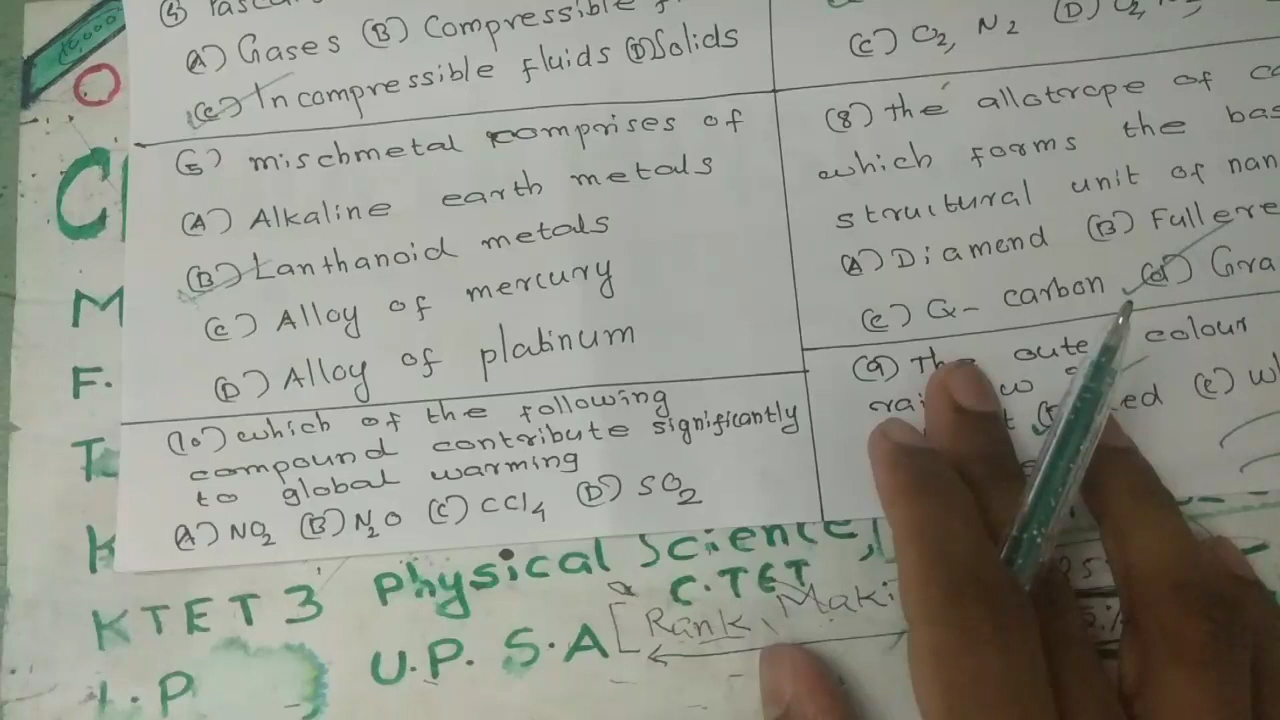 (A) Gases (B) Compressible
(C) Incompressible fluids (D) Solids
(5) mischmetal comprises of
(A) Alkaline earth metals
(B) Lanthanoid metals
(C) Alloy of mercury
(D) Alloy of platinum
(10) which of the following
compound contribute significantly
to global warming
(A) NO2 (B) N2O (C) CCl4 (D) SO2
(C) O2, N2 (D)
(8) the allotrope of
which forms the
structural unit of
(A) Diamond (B)
(C) Q- carbon (d)
(9) The colour
10,000
O
M
F.
T
K
KTET 3 Physical Science,
C.TET
U.P. S.A [Rank
L.P